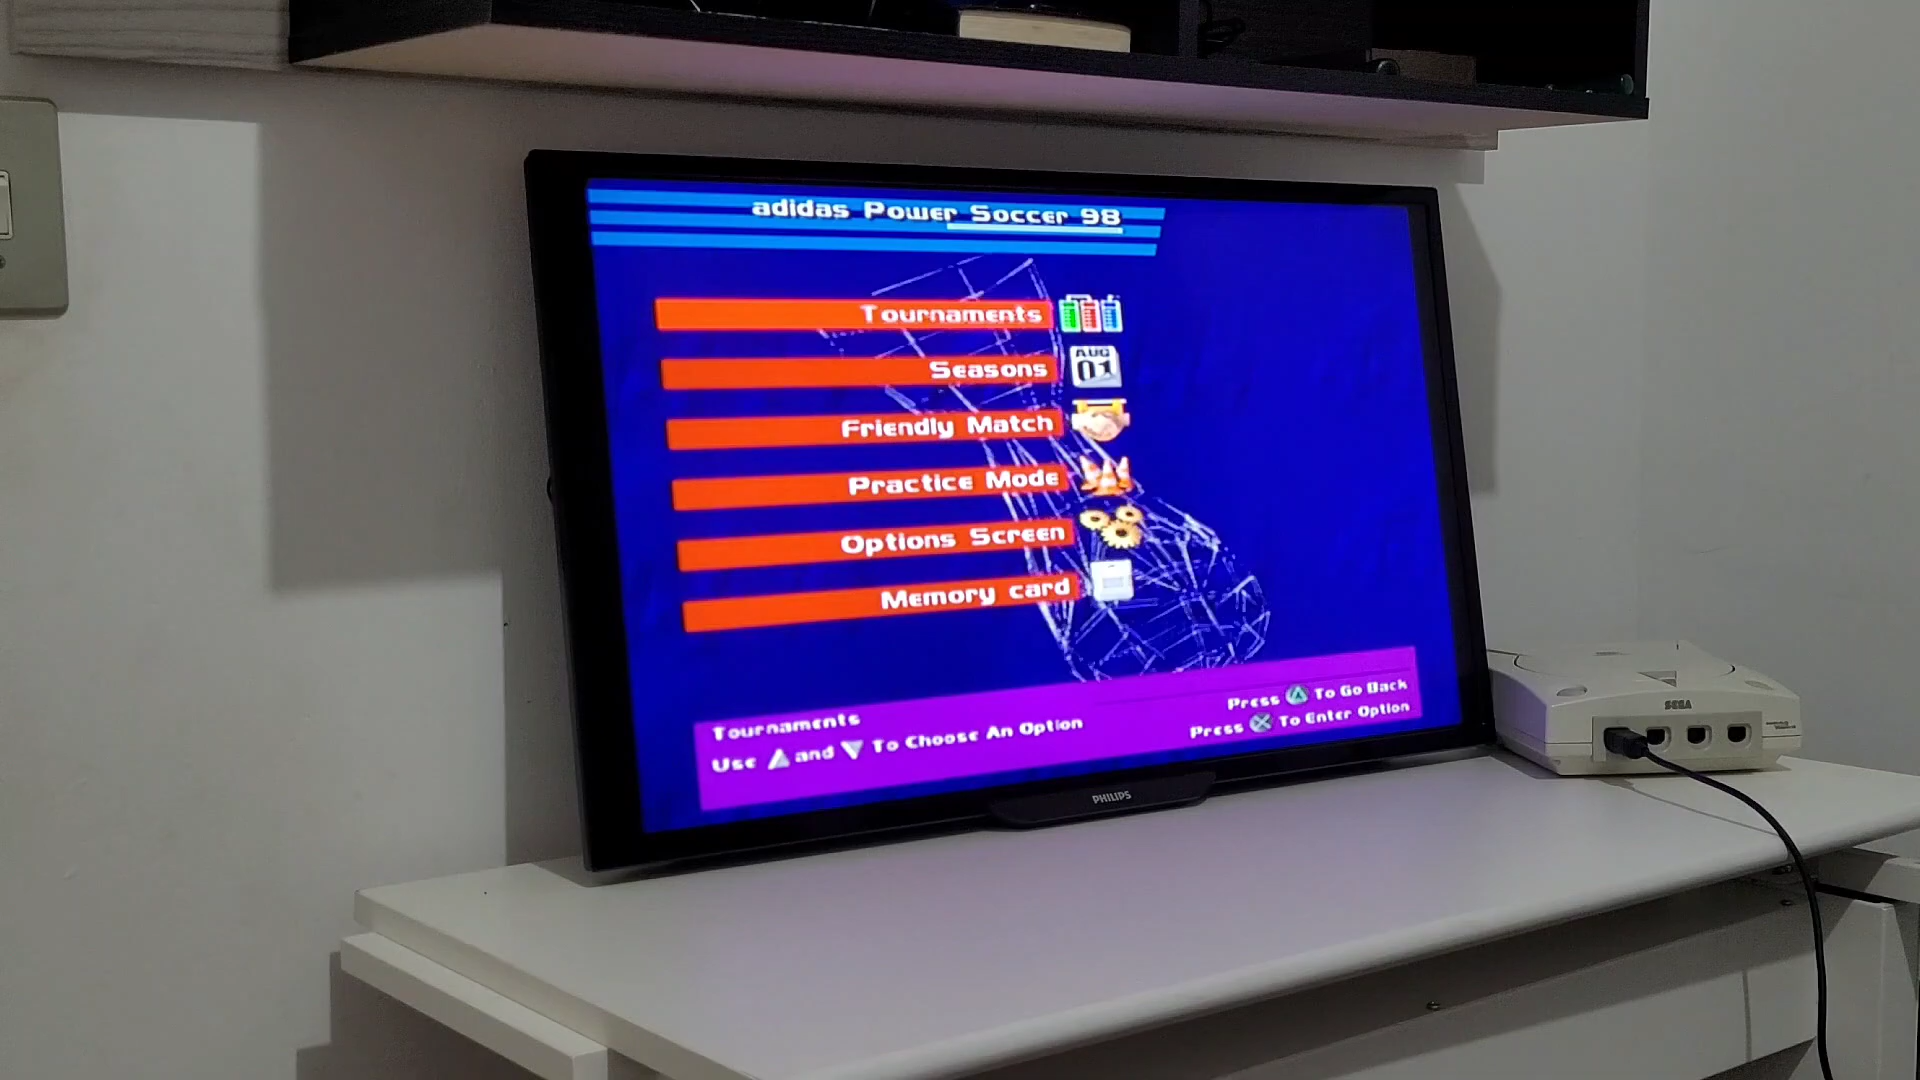 adidas Power Soccer 98
Tournaments
Seasons
AUG
01
Friendly Match
Practice Mode
Options Screen
Memory card
Tournaments
Use and To Choose An Option
Press To Go Back
Press To Enter Option
PHILIPS
SEGA